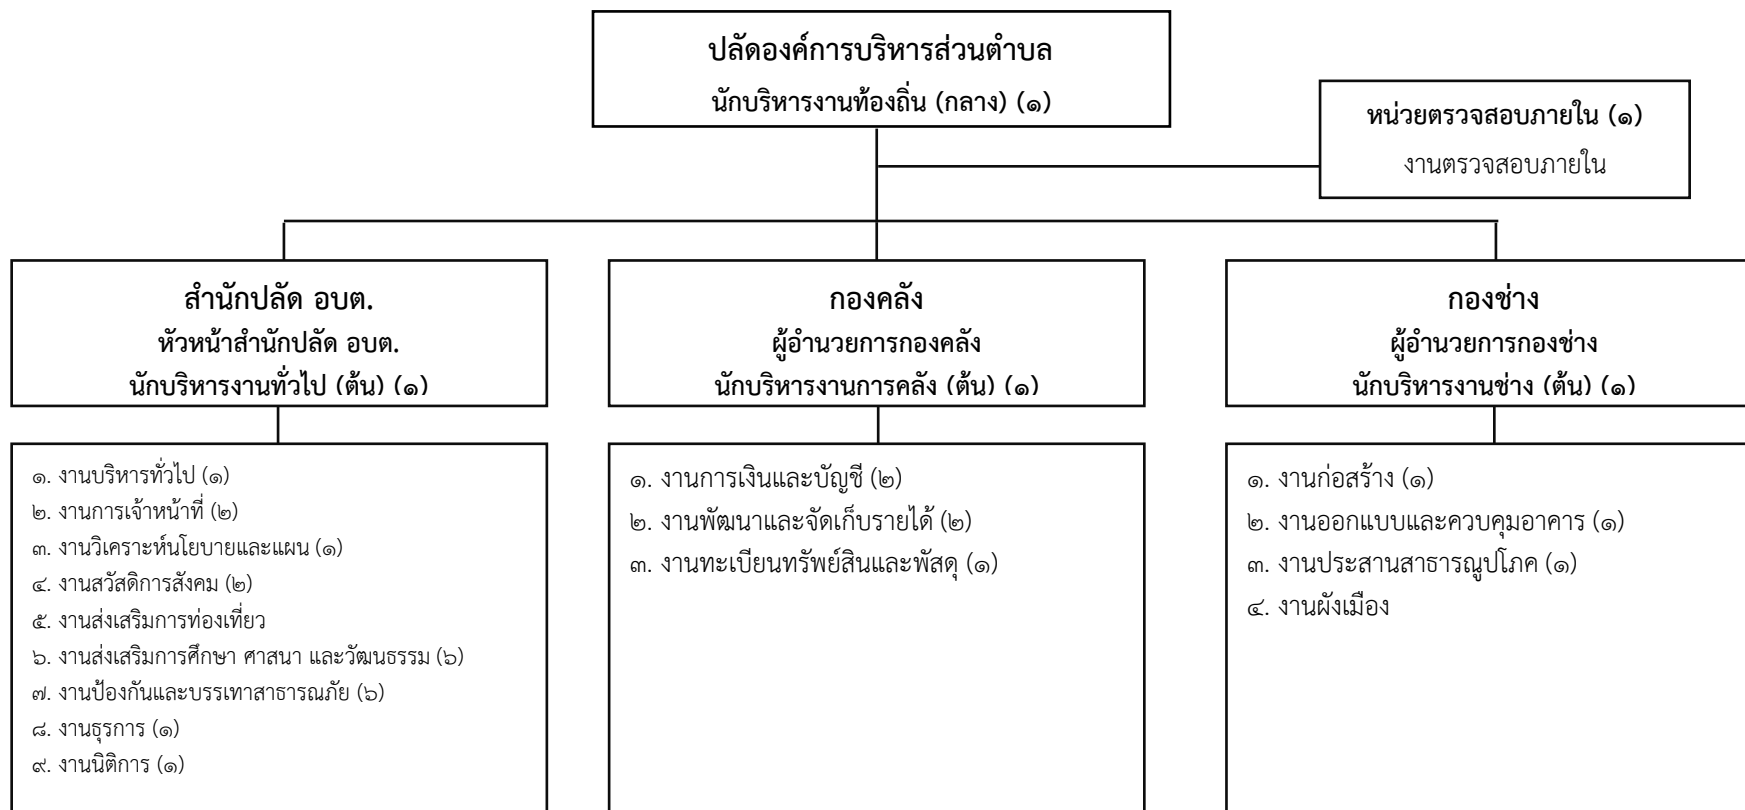 ปลัดองค์การบริหารส่วนตำบล
นักบริหารงานท้องถิ่น (กลาง) (๑)
หน่วยตรวจสอบภายใน (๑)
งานตรวจสอบภายใน
สำนักปลัด อบต.
หัวหน้าสำนักปลัด อบต.
นักบริหารงานทั่วไป (ต้น) (๑)
กองคลัง
ผู้อำนวยการกองคลัง
นักบริหารงานการคลัง (ต้น) (๑)
กองช่าง
ผู้อำนวยการกองช่าง
นักบริหารงานช่าง (ต้น) (๑)
๑. งานบริหารทั่วไป (๑)
๒. งานการเจ้าหน้าที่ (๒)
๓. งานวิเคราะห์นโยบายและแผน (๑)
๔. งานสวัสดิการสังคม (๒)
๕. งานส่งเสริมการท่องเที่ยว
๖. งานส่งเสริมการศึกษา ศาสนา และวัฒนธรรม (๖)
๗. งานป้องกันและบรรเทาสาธารณภัย (๖)
๘. งานธุรการ (๑)
๙. งานนิติการ (๑)
๑. งานการเงินและบัญชี (๒)
๒. งานพัฒนาและจัดเก็บรายได้ (๒)
๓. งานทะเบียนทรัพย์สินและพัสดุ (๑)
๑. งานก่อสร้าง (๑)
๒. งานออกแบบและควบคุมอาคาร (๑)
๓. งานประสานสาธารณูปโภค (๑)
๔. งานผังเมือง